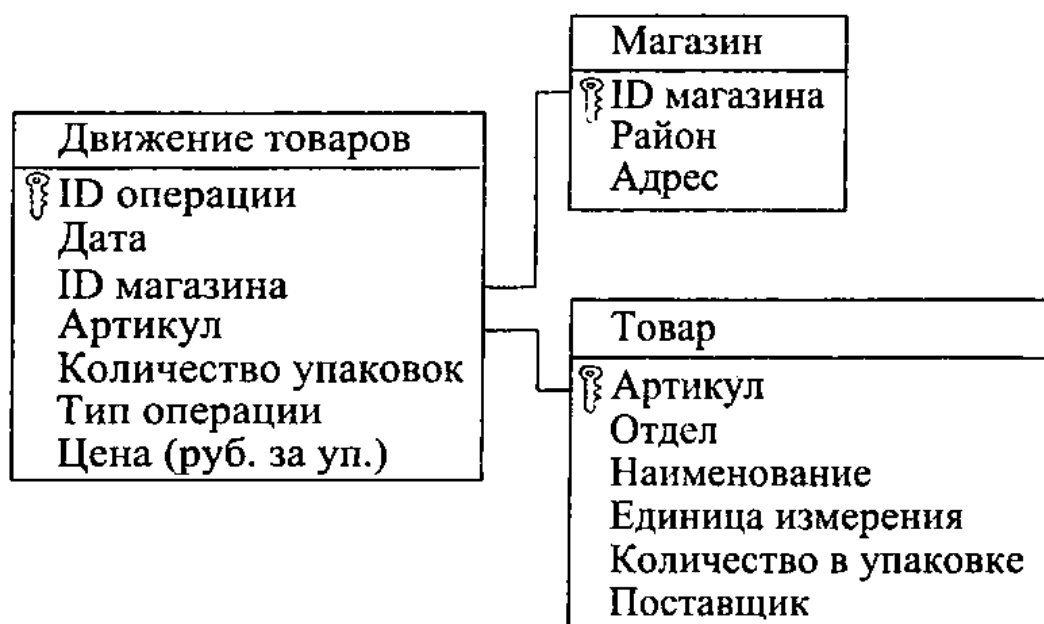 Движение товаров
ID операции
Дата
ID магазина
Артикул
Количество упаковок
Тип операции
Цена (руб. за уп.)
Магазин
ID магазина
Район
Адрес
Товар
Артикул
Отдел
Наименование
Единица измерения
Количество в упаковке
Поставщик